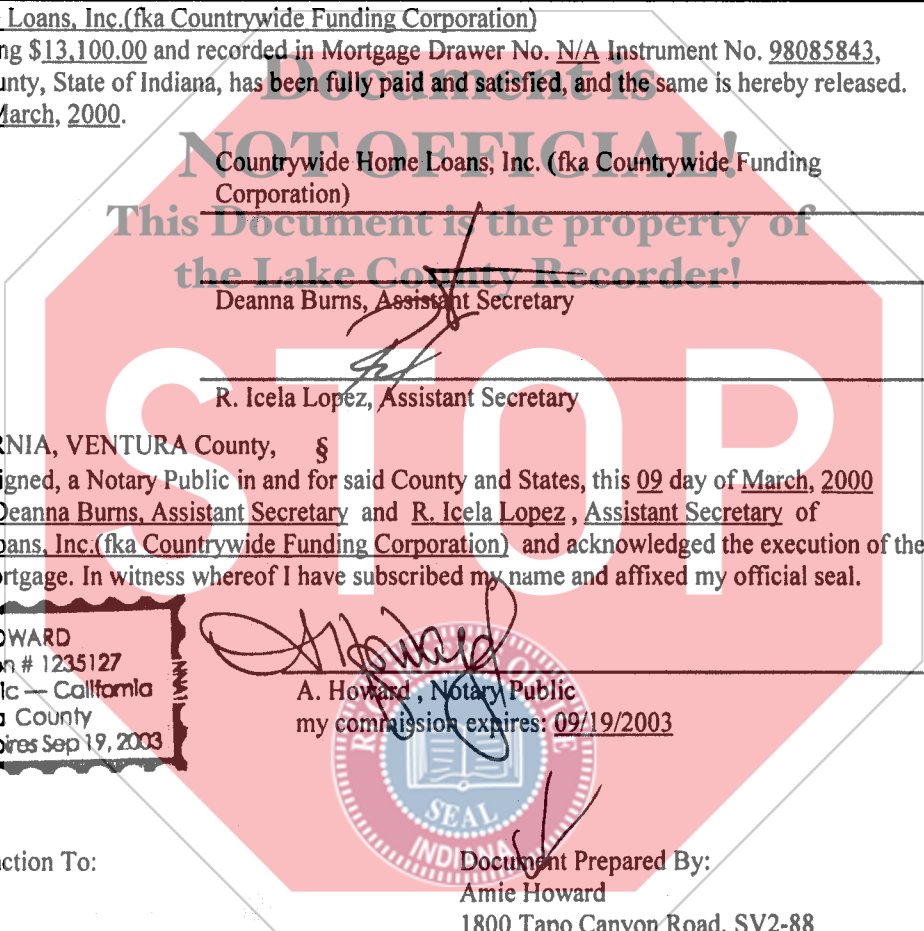 Loans, Inc.(fka Countrywide Funding Corporation)
ng $13,100.00 and recorded in Mortgage Drawer No. N/A Instrument No. 98085843,
unty, State of Indiana, has been fully paid and satisfied, and the same is hereby released.
March, 2000.
Document is
NOT OFFICIAL!
This Document is the property of
the Lake County Recorder!
STOP
Countrywide Home Loans, Inc. (fka Countrywide Funding
Corporation)
Deanna Burns, Assistant Secretary
R. Icela Lopez, Assistant Secretary
RNIA, VENTURA County, §
igned, a Notary Public in and for said County and States, this 09 day of March, 2000
Deanna Burns, Assistant Secretary and R. Icela Lopez , Assistant Secretary of
oans, Inc.(fka Countrywide Funding Corporation) and acknowledged the execution of the
ortgage. In witness whereof I have subscribed my name and affixed my official seal.
OWARD
n # 1235127
lc — California
a County
pires Sep 19, 2003
A Howard
A. Howard , Notary Public
my commission expires: 09/19/2003
SEAL
INDIANA
ction To:
Document Prepared By:
Amie Howard
1800 Tapo Canyon Road, SV2-88